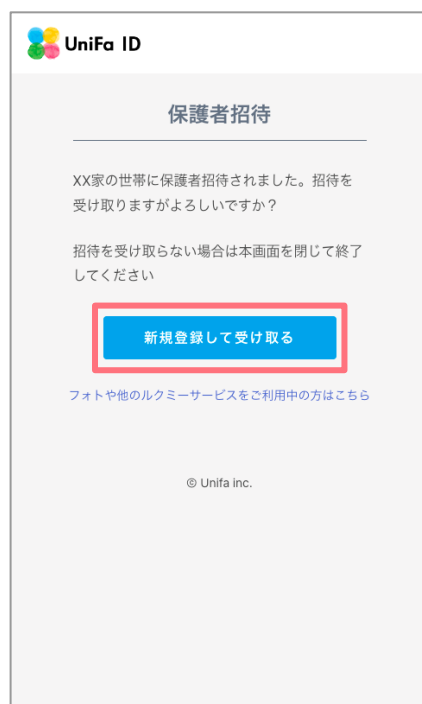 UniFa ID
保護者招待
XX家の世帯に保護者招待されました。招待を
受け取りますがよろしいですか？
招待を受け取らない場合は本画面を閉じて終了
してください
新規登録して受け取る
フォトや他のルクミーサービスをご利用中の方はこちら
© Unifa inc.